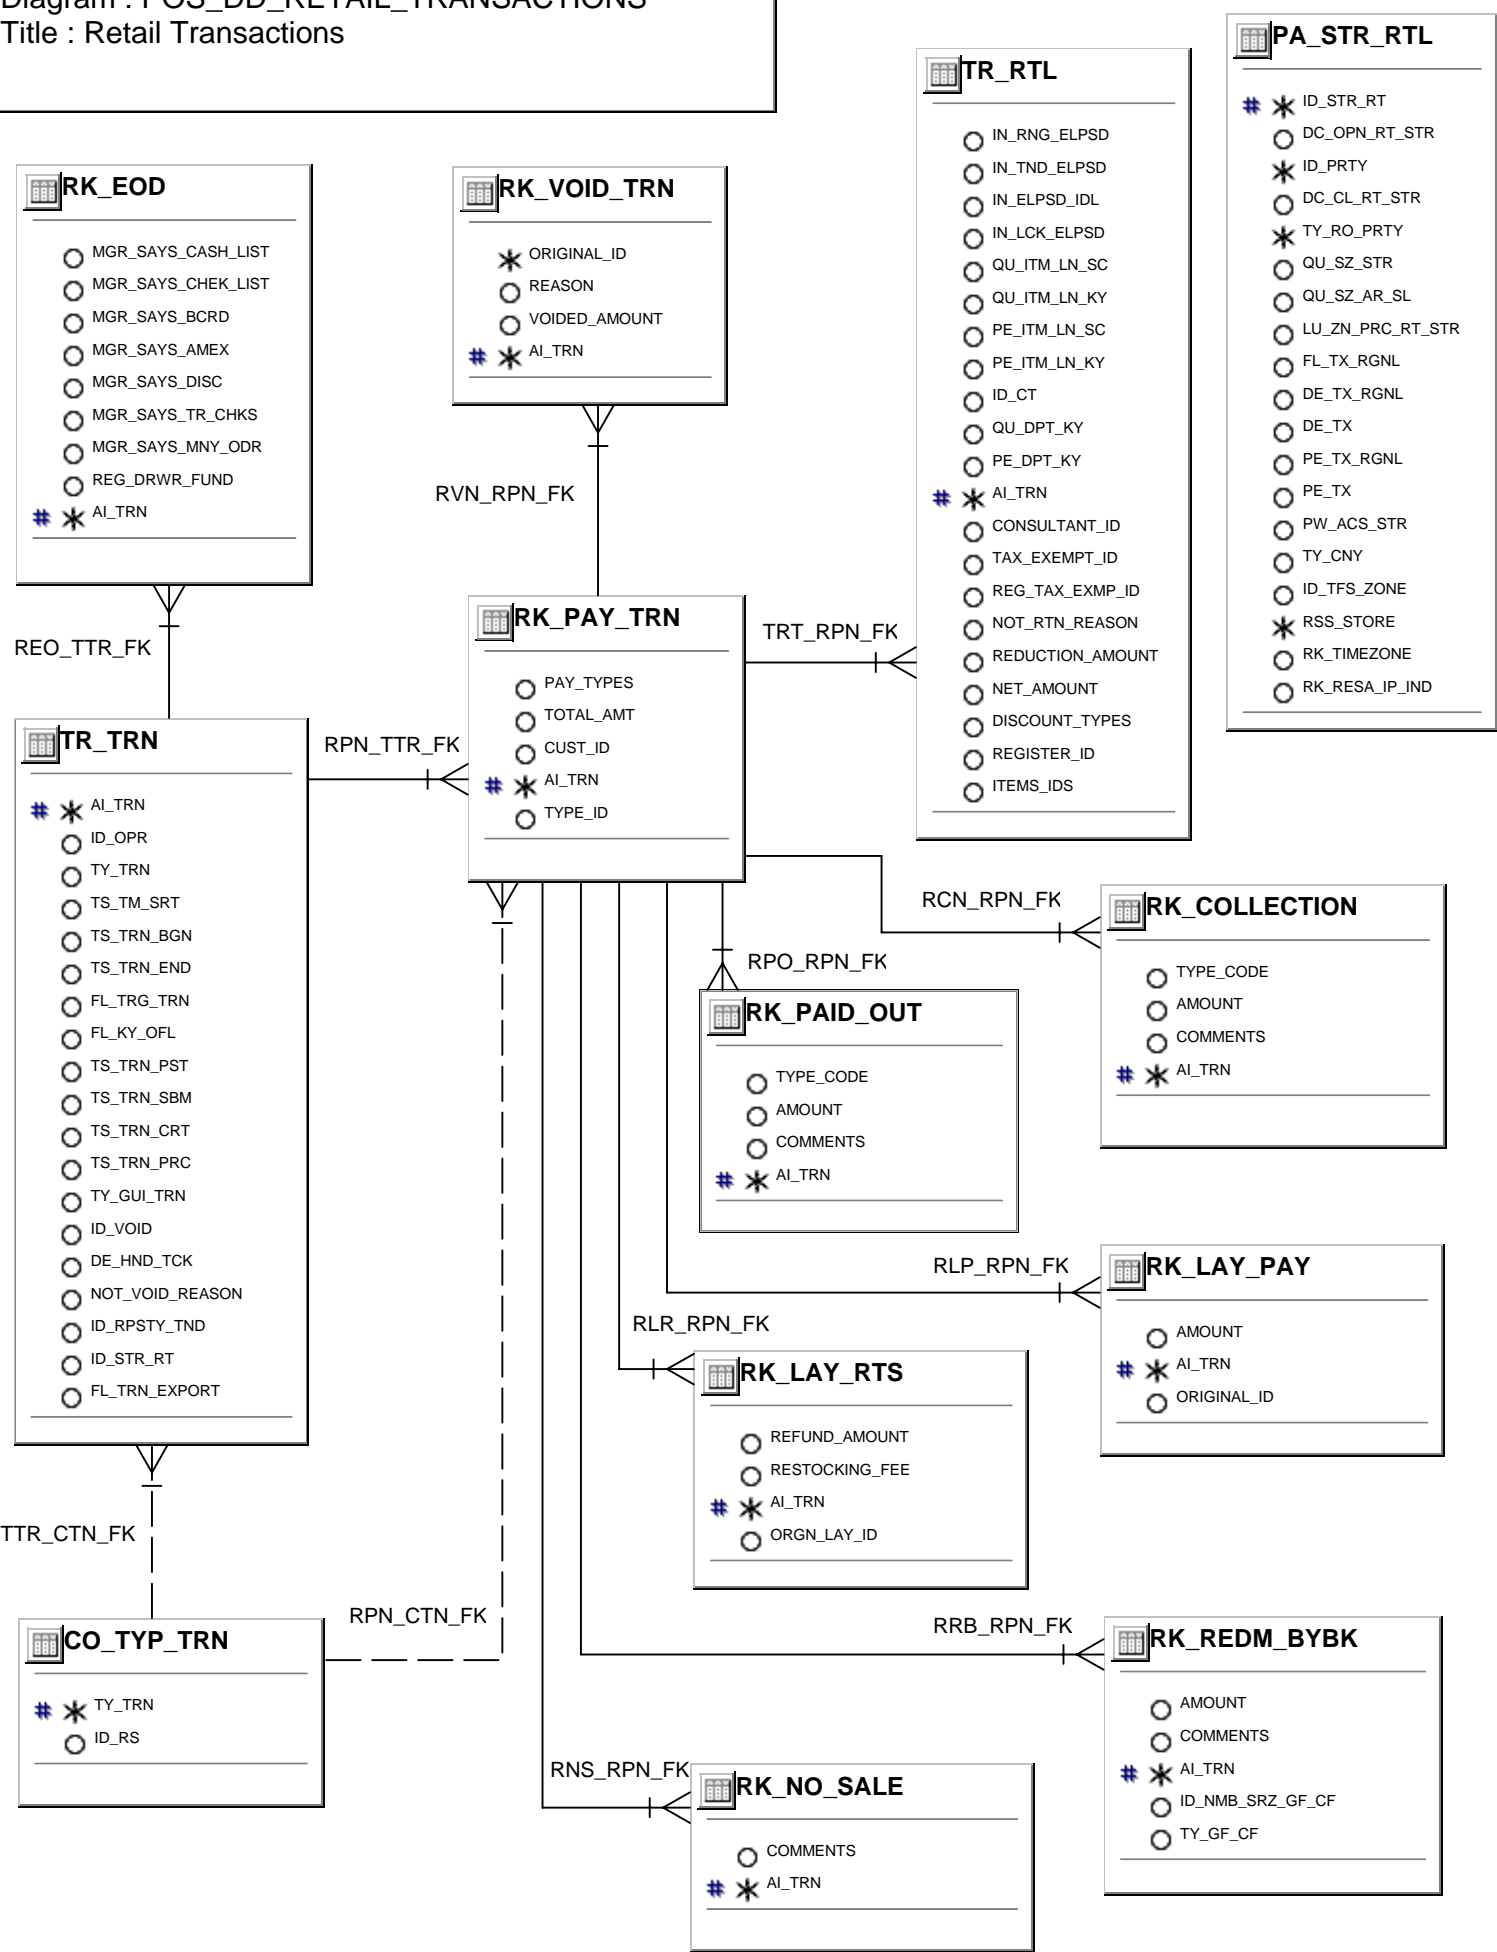 Diagram : POS_DD_RETAIL_TRANSACTIONS
Title : Retail Transactions
PA_STR_RTL
# ID_STR_RT
DC_OPN_RT_STR
ID_PRTY
DC_CL_RT_STR
TY_RO_PRTY
QU_SZ_STR
QU_SZ_AR_SL
LU_ZN_PRC_RT_STR
FL_TX_RGNL
DE_TX_RGNL
DE_TX
PE_TX_RGNL
PE_TX
PW_ACS_STR
TY_CNY
ID_TFS_ZONE
RSS_STORE
RK_TIMEZONE
RK_RESA_IP_IND
TR_RTL
IN_RNG_ELPSD
IN_TND_ELPSD
IN_ELPSD_IDL
IN_LCK_ELPSD
QU_ITM_LN_SC
QU_ITM_LN_KY
PE_ITM_LN_SC
PE_ITM_LN_KY
ID_CT
QU_DPT_KY
PE_DPT_KY
# AI_TRN
CONSULTANT_ID
TAX_EXEMPT_ID
REG_TAX_EXMP_ID
NOT_RTN_REASON
REDUCTION_AMOUNT
NET_AMOUNT
DISCOUNT_TYPES
REGISTER_ID
ITEMS_IDS
RK_EOD
MGR_SAYS_CASH_LIST
MGR_SAYS_CHEK_LIST
MGR_SAYS_BCRD
MGR_SAYS_AMEX
MGR_SAYS_DISC
MGR_SAYS_TR_CHKS
MGR_SAYS_MNY_ODR
REG_DRWR_FUND
# AI_TRN
RK_VOID_TRN
ORIGINAL_ID
REASON
VOIDED_AMOUNT
# AI_TRN
RVN_RPN_FK
REO_TTR_FK
RK_PAY_TRN
PAY_TYPES
TOTAL_AMT
CUST_ID
# AI_TRN
TYPE_ID
TRT_RPN_FK
RPN_TTR_FK
TR_TRN
# AI_TRN
ID_OPR
TY_TRN
TS_TM_SRT
TS_TRN_BGN
TS_TRN_END
FL_TRG_TRN
FL_KY_OFL
TS_TRN_PST
TS_TRN_SBM
TS_TRN_CRT
TS_TRN_PRC
TY_GUI_TRN
ID_VOID
DE_HND_TCK
NOT_VOID_REASON
ID_RPSTY_TND
ID_STR_RT
FL_TRN_EXPORT
RCN_RPN_FK
RK_COLLECTION
TYPE_CODE
AMOUNT
COMMENTS
# AI_TRN
RPO_RPN_FK
RK_PAID_OUT
TYPE_CODE
AMOUNT
COMMENTS
# AI_TRN
RLP_RPN_FK
RK_LAY_PAY
AMOUNT
# AI_TRN
ORIGINAL_ID
RLR_RPN_FK
RK_LAY_RTS
REFUND_AMOUNT
RESTOCKING_FEE
# AI_TRN
ORGN_LAY_ID
TTR_CTN_FK
RPN_CTN_FK
CO_TYP_TRN
# TY_TRN
ID_RS
RRB_RPN_FK
RK_REDM_BYBK
AMOUNT
COMMENTS
# AI_TRN
ID_NMB_SRZ_GF_CF
TY_GF_CF
RNS_RPN_FK
RK_NO_SALE
COMMENTS
# AI_TRN